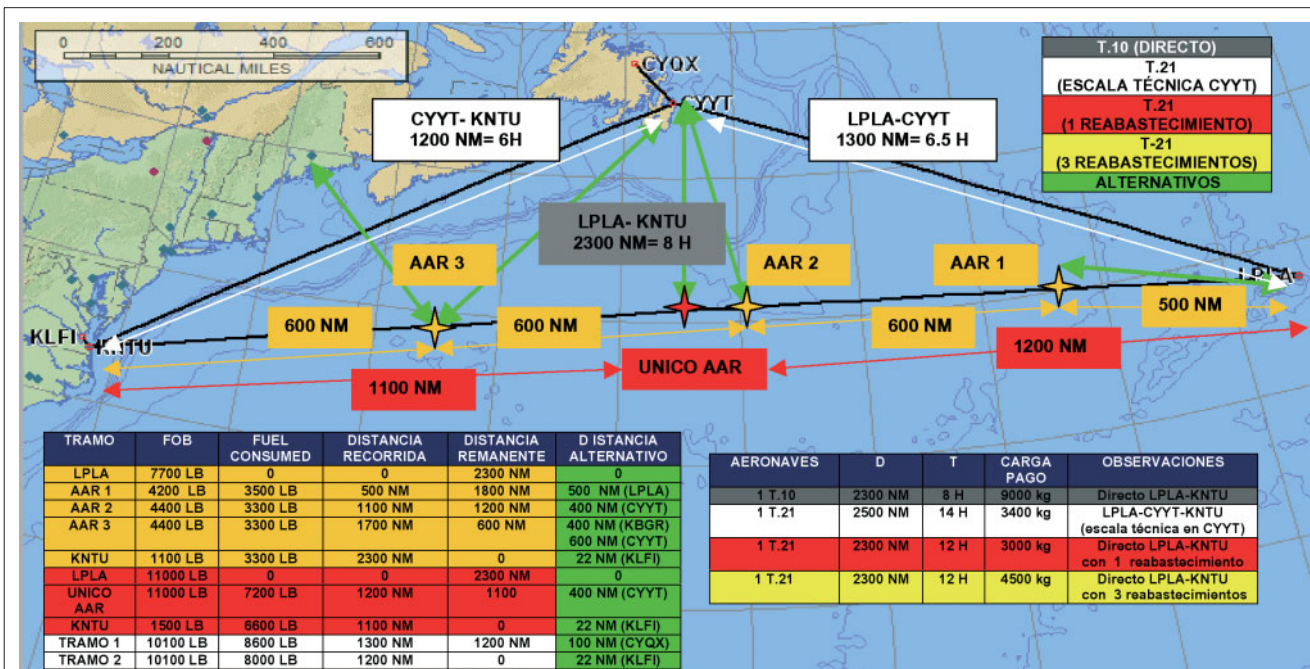 0 200 400 600
NAUTICAL MILES
T.10 (DIRECTO)
T.21
(ESCALA TÉCNICA CYYT)
T.21
(1 REABASTECIMIENTO)
T-21
(3 REABASTECIMIENTOS)
ALTERNATIVOS
CYQX
CYYT
CYYT- KNTU
1200 NM= 6H
LPLA-CYYT
1300 NM= 6.5 H
LPLA- KNTU
2300 NM= 8 H
AAR 3
AAR 2
AAR 1
LPLA
KLFI
KNTU
600 NM
600 NM
600 NM
500 NM
1100 NM
UNICO AAR
1200 NM
TRAMO FOB FUEL CONSUMED DISTANCIA RECORRIDA DISTANCIA REMANENTE D ISTANCIA ALTERNATIVO
LPLA 7700 LB 0 0 2300 NM 0
AAR 1 4200 LB 3500 LB 500 NM 1800 NM 500 NM (LPLA)
AAR 2 4400 LB 3300 LB 1100 NM 1200 NM 400 NM (CYYT)
AAR 3 4400 LB 3300 LB 1700 NM 600 NM 400 NM (KBGR)
600 NM (CYYT)
KNTU 1100 LB 3300 LB 2300 NM 0 22 NM (KLFI)
LPLA 11000 LB 0 0 2300 NM 0
UNICO AAR 11000 LB 7200 LB 1200 NM 1100 400 NM (CYYT)
KNTU 1500 LB 6600 LB 1100 NM 0 22 NM (KLFI)
TRAMO 1 10100 LB 8600 LB 1300 NM 1200 NM 100 NM (CYQX)
TRAMO 2 10100 LB 8000 LB 1200 NM 0 22 NM (KLFI)
AERONAVES D T CARGA PAGO OBSERVACIONES
1 T.10 2300 NM 8 H 9000 kg Directo LPLA-KNTU
1 T.21 2500 NM 14 H 3400 kg LPLA-CYYT-KNTU
(escala técnica en CYYT)
1 T.21 2300 NM 12 H 3000 kg Directo LPLA-KNTU
con 1 reabastecimiento
1 T.21 2300 NM 12 H 4500 kg Directo LPLA-KNTU
con 3 reabastecimientos